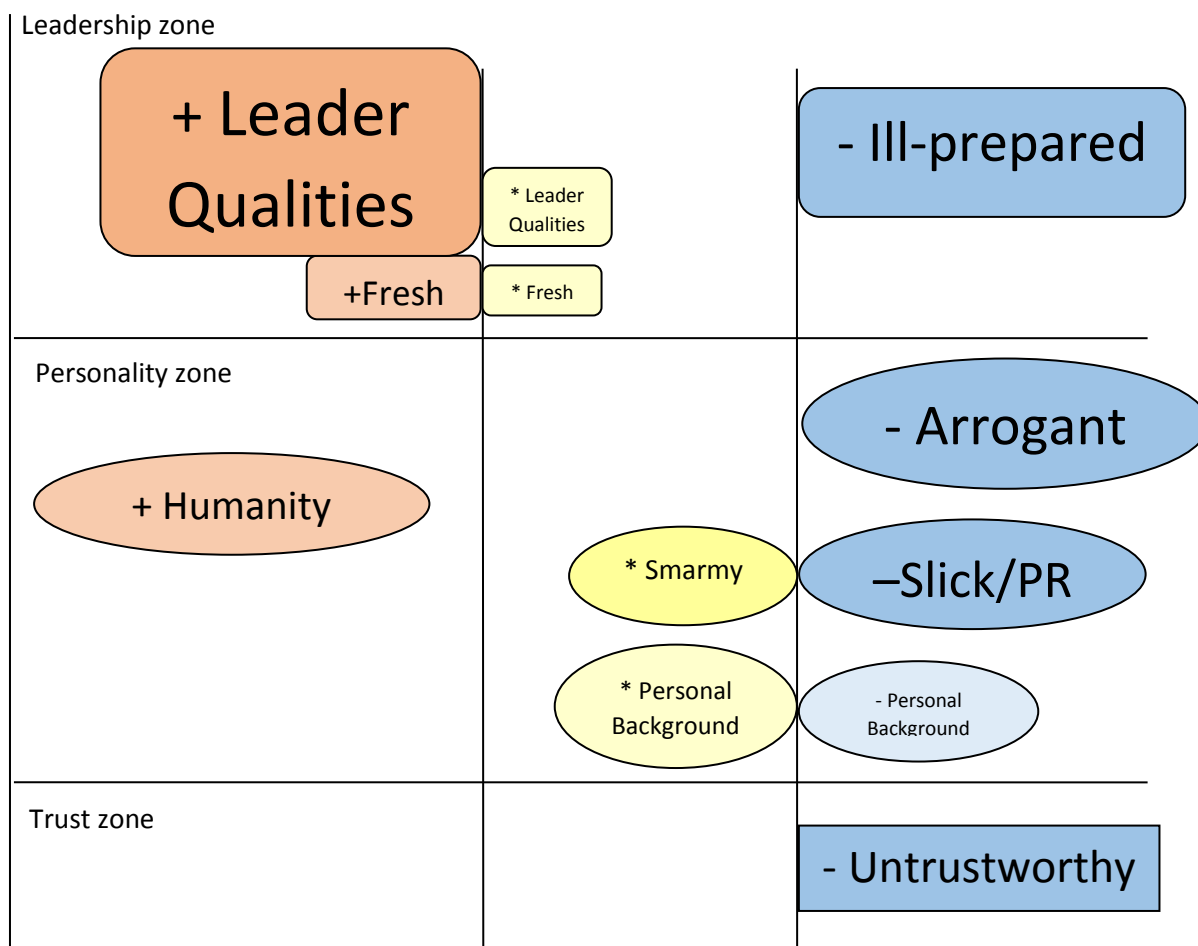 Leadership zone
+ Leader
Qualities
- Ill-prepared
* Leader
Qualities
+Fresh
* Fresh
Personality zone
- Arrogant
+ Humanity
* Smarmy
–Slick/PR
* Personal
Background
- Personal
Background
Trust zone
- Untrustworthy